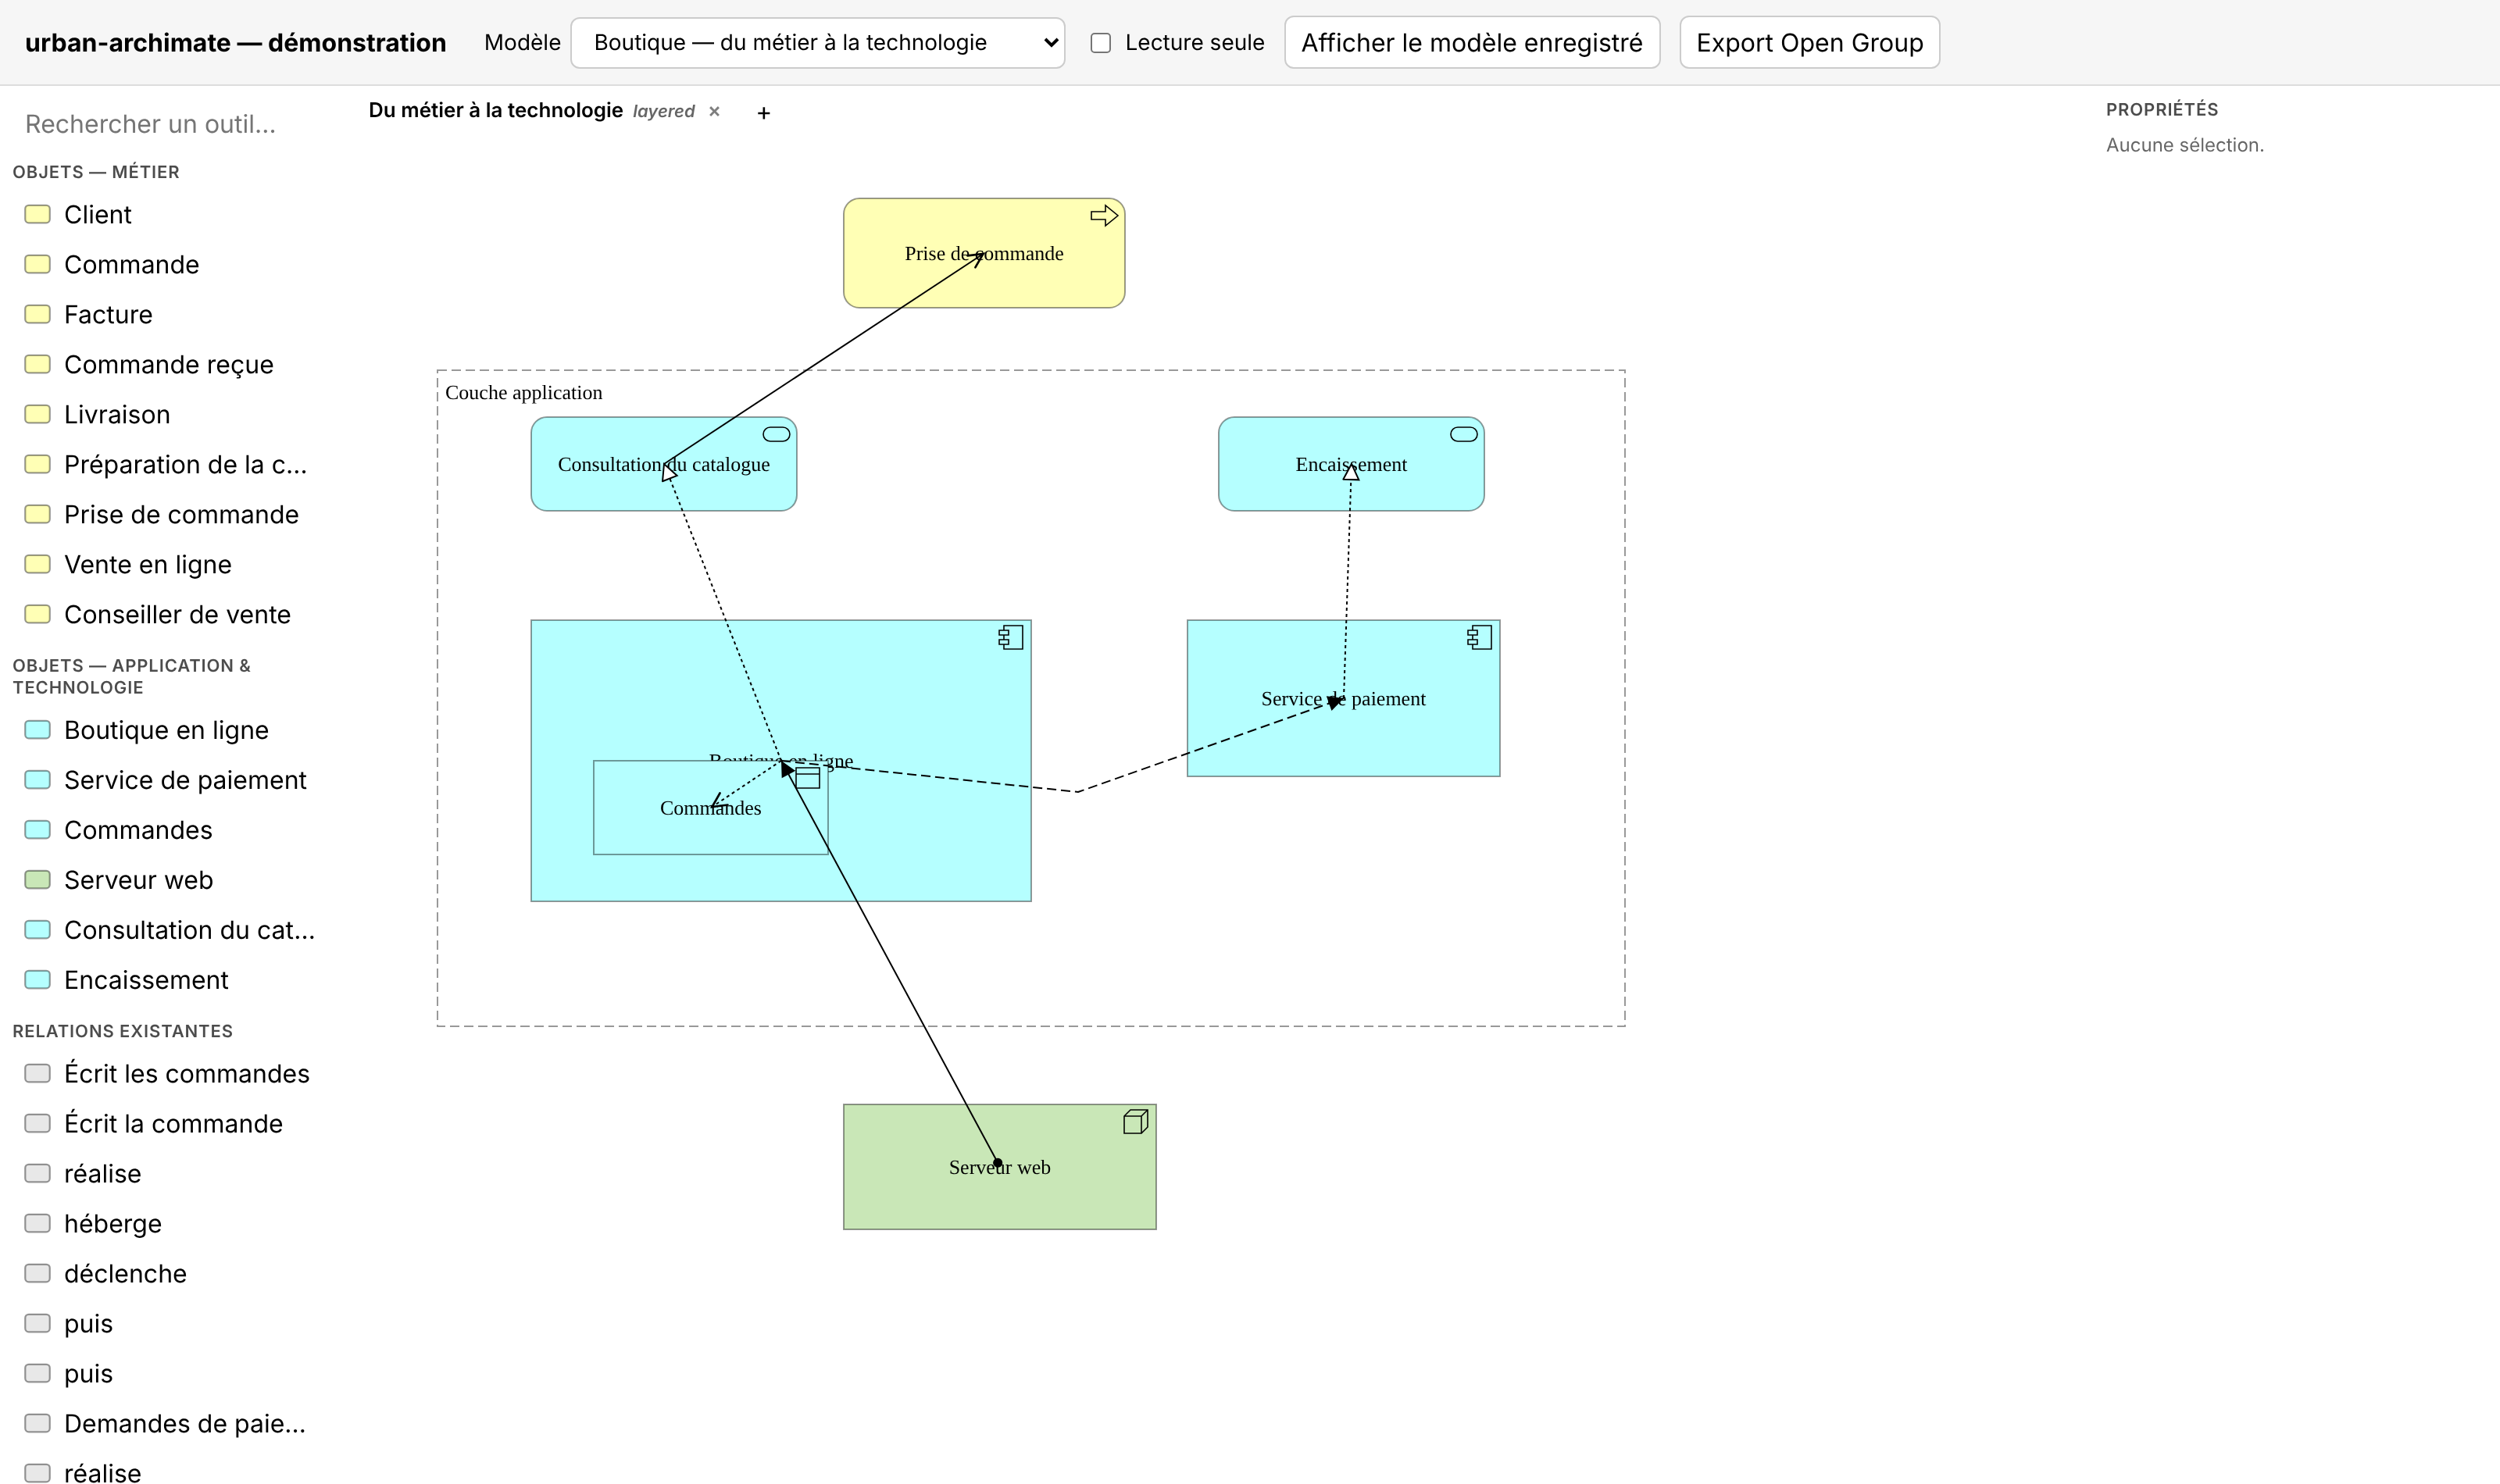 urban-archimate — démonstration
Modèle
Boutique — du métier à la technologie
Lecture seule
Afficher le modèle enregistré
Export Open Group
Rechercher un outil...
OBJETS — MÉTIER
Client
Commande
Facture
Commande reçue
Livraison
Préparation de la c...
Prise de commande
Vente en ligne
Conseiller de vente
OBJETS — APPLICATION &
TECHNOLOGIE
Boutique en ligne
Service de paiement
Commandes
Serveur web
Consultation du cat...
Encaissement
RELATIONS EXISTANTES
Écrit les commandes
Écrit la commande
réalise
héberge
déclenche
puis
puis
Demandes de paie...
réalise
Du métier à la technologie layered × +
Prise de commande
Couche application
Consultation du catalogue
Encaissement
Service de paiement
Boutique en ligne
Commandes
Serveur web
PROPRIÉTÉS
Aucune sélection.